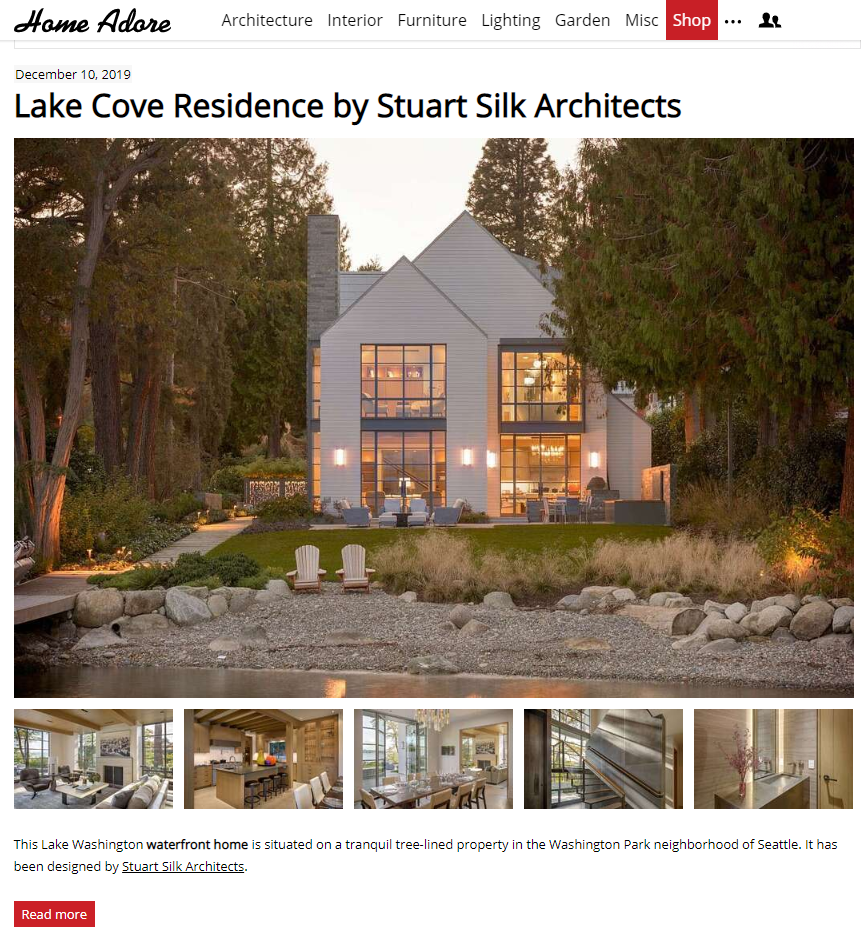 Home Adore
Architecture Interior Furniture Lighting Garden Misc Shop
December 10, 2019
Lake Cove Residence by Stuart Silk Architects
This Lake Washington waterfront home is situated on a tranquil tree-lined property in the Washington Park neighborhood of Seattle. It has
been designed by Stuart Silk Architects.
Read more